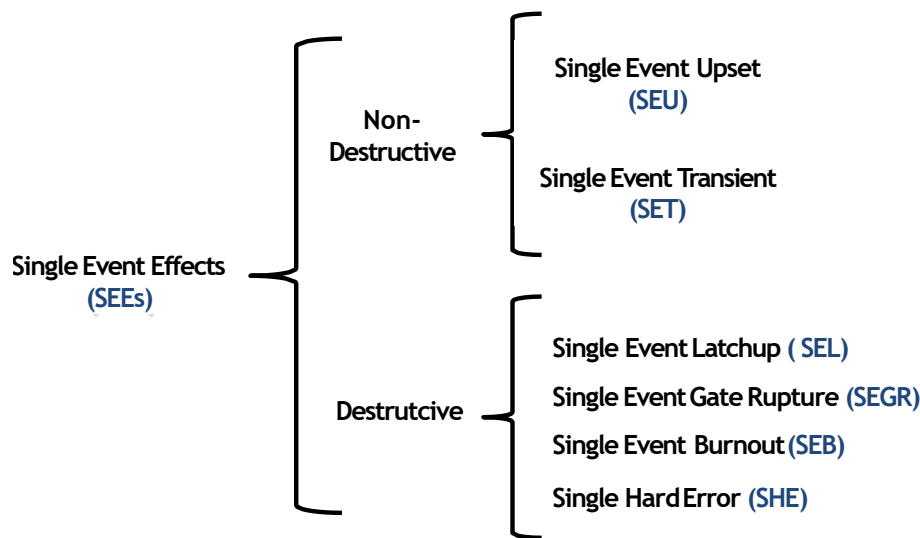 Single Event Effects
(SEEs)
Non-
Destructive
Single Event Upset
(SEU)
Single Event Transient
(SET)
Destrutcive
Single Event Latchup ( SEL)
Single Event Gate Rupture (SEGR)
Single Event Burnout (SEB)
Single Hard Error (SHE)